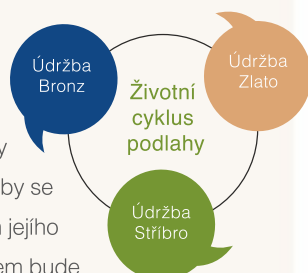 Údržba
Bronz
Údržba
Zlato
Životní
cyklus
podlahy
Údržba
Stříbro
y
by se
jejího
em bude